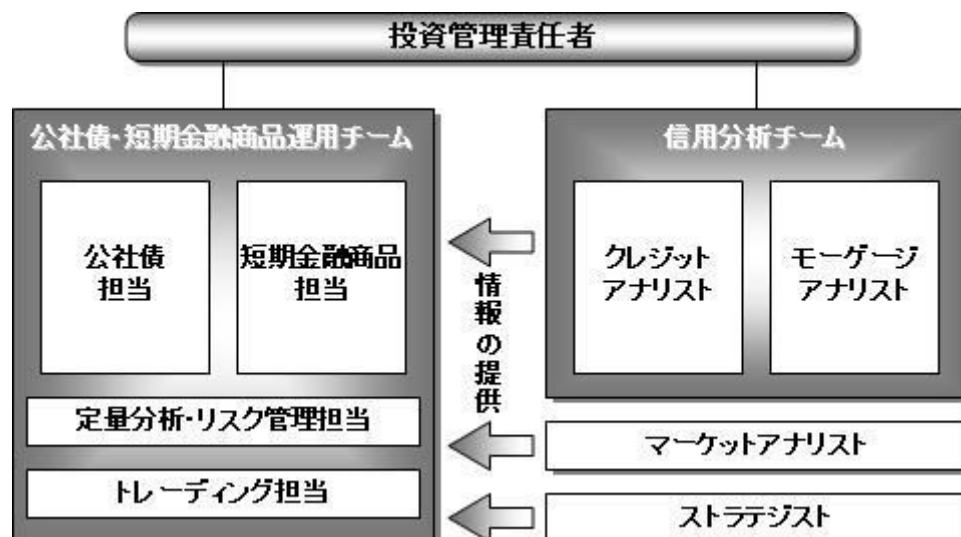 投資管理責任者
公社債・短期金融商品運用チーム
公社債
担当
短期金融商品
担当
定量分析・リスク管理担当
トレーディング担当
情報の提供
信用分析チーム
クレジット
アナリスト
モーゲージ
アナリスト
マーケットアナリスト
ストラテジスト